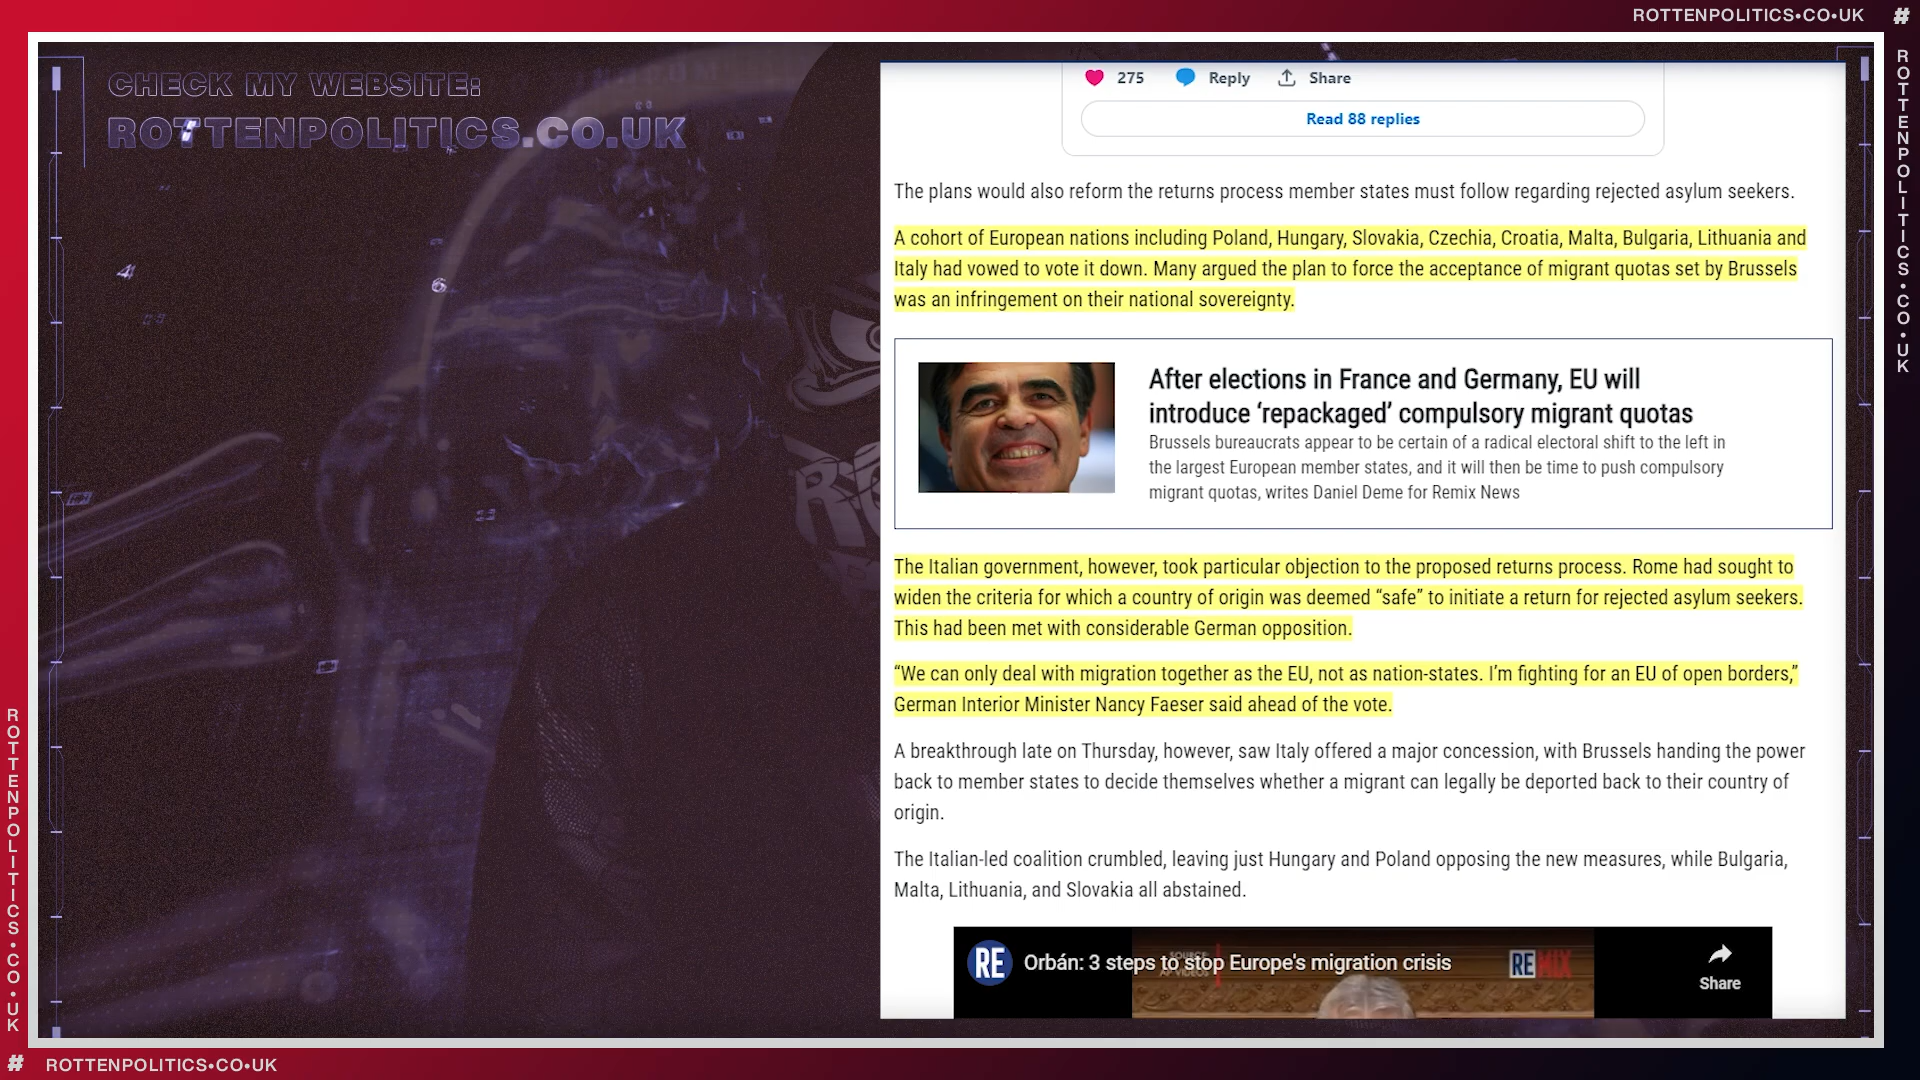 ROTTENPOLITICS•CO•UK #
CHECK MY WEBSITE:
ROTTENPOLITICS.CO.UK
275 Reply Share
Read 88 replies
The plans would also reform the returns process member states must follow regarding rejected asylum seekers.
A cohort of European nations including Poland, Hungary, Slovakia, Czechia, Croatia, Malta, Bulgaria, Lithuania and
Italy had vowed to vote it down. Many argued the plan to force the acceptance of migrant quotas set by Brussels
was an infringement on their national sovereignty.
After elections in France and Germany, EU will
introduce ‘repackaged’ compulsory migrant quotas
Brussels bureaucrats appear to be certain of a radical electoral shift to the left in
the largest European member states, and it will then be time to push compulsory
migrant quotas, writes Daniel Deme for Remix News
The Italian government, however, took particular objection to the proposed returns process. Rome had sought to
widen the criteria for which a country of origin was deemed “safe” to initiate a return for rejected asylum seekers.
This had been met with considerable German opposition.
“We can only deal with migration together as the EU, not as nation-states. I’m fighting for an EU of open borders,”
German Interior Minister Nancy Faeser said ahead of the vote.
A breakthrough late on Thursday, however, saw Italy offered a major concession, with Brussels handing the power
back to member states to decide themselves whether a migrant can legally be deported back to their country of
origin.
The Italian-led coalition crumbled, leaving just Hungary and Poland opposing the new measures, while Bulgaria,
Malta, Lithuania, and Slovakia all abstained.
RE Orbán: 3 steps to stop Europe's migration crisis
REMIX
Share
ROTTENPOLITICS•CO•UK
ROTTENPOLITICS•CO•UK
# ROTTENPOLITICS•CO•UK